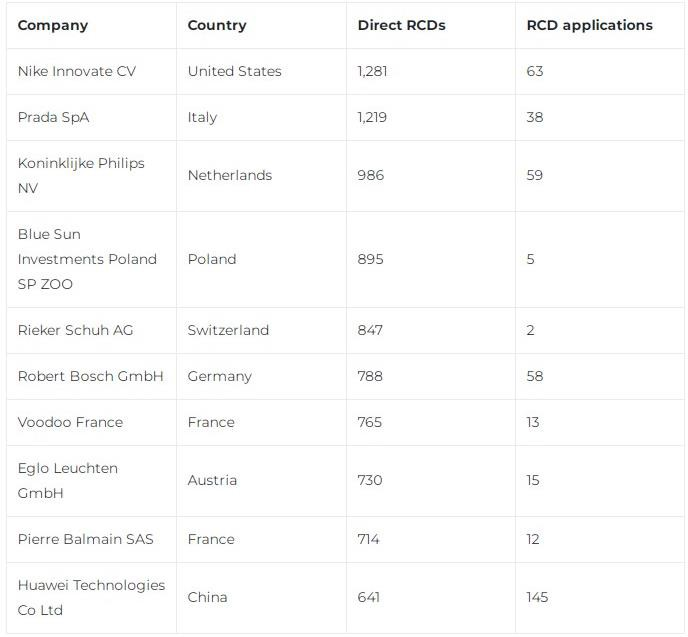 Company Country Direct RCDs RCD applications
Nike Innovate CV United States 1,281 63
Prada SpA Italy 1,219 38
Koninklijke Philips
NV Netherlands 986 59
Blue Sun
Investments Poland Poland 895 5
SP ZOO
Rieker Schuh AG Switzerland 847 2
Robert Bosch GmbH Germany 788 58
Voodoo France France 765 13
Eglo Leuchten
GmbH Austria 730 15
Pierre Balmain SAS France 714 12
Huawei Technologies
Co Ltd China 641 145